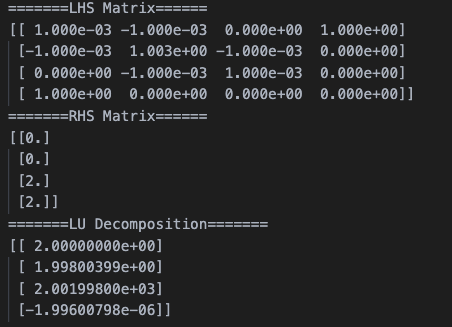 =======LHS Matrix======
[[ 1.000e-03 -1.000e-03  0.000e+00  1.000e+00]
 [-1.000e-03  1.003e+00 -1.000e-03  0.000e+00]
 [ 0.000e+00 -1.000e-03  1.000e-03  0.000e+00]
 [ 1.000e+00  0.000e+00  0.000e+00  0.000e+00]]
=======RHS Matrix======
[[0.]
 [0.]
 [2.]
 [2.]]
=======LU Decomposition=======
[[ 2.00000000e+00]
 [ 1.99800399e+00]
 [ 2.00199800e+03]
 [-1.99600798e-06]]